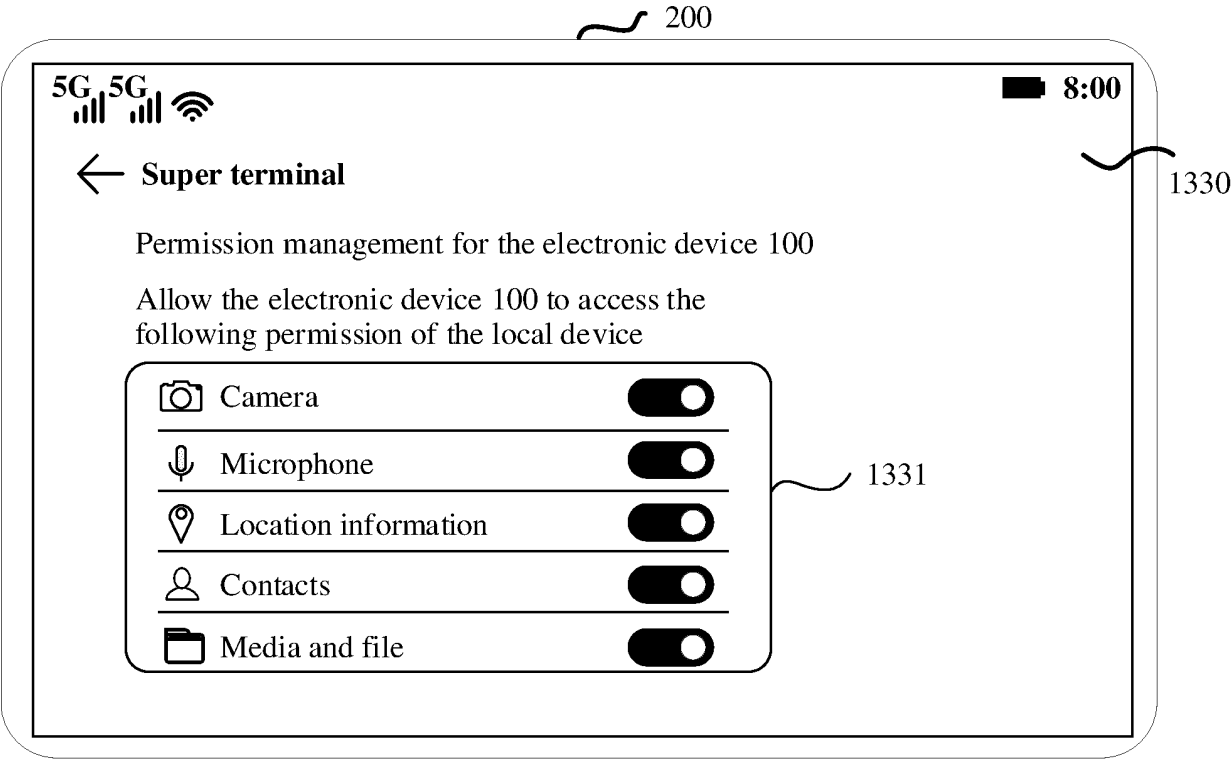 200
5G 5G 8:00
Super terminal
1330
Permission management for the electronic device 100
Allow the electronic device 100 to access the
following permission of the local device
Camera
Microphone
1331
Location information
Contacts
Media and file